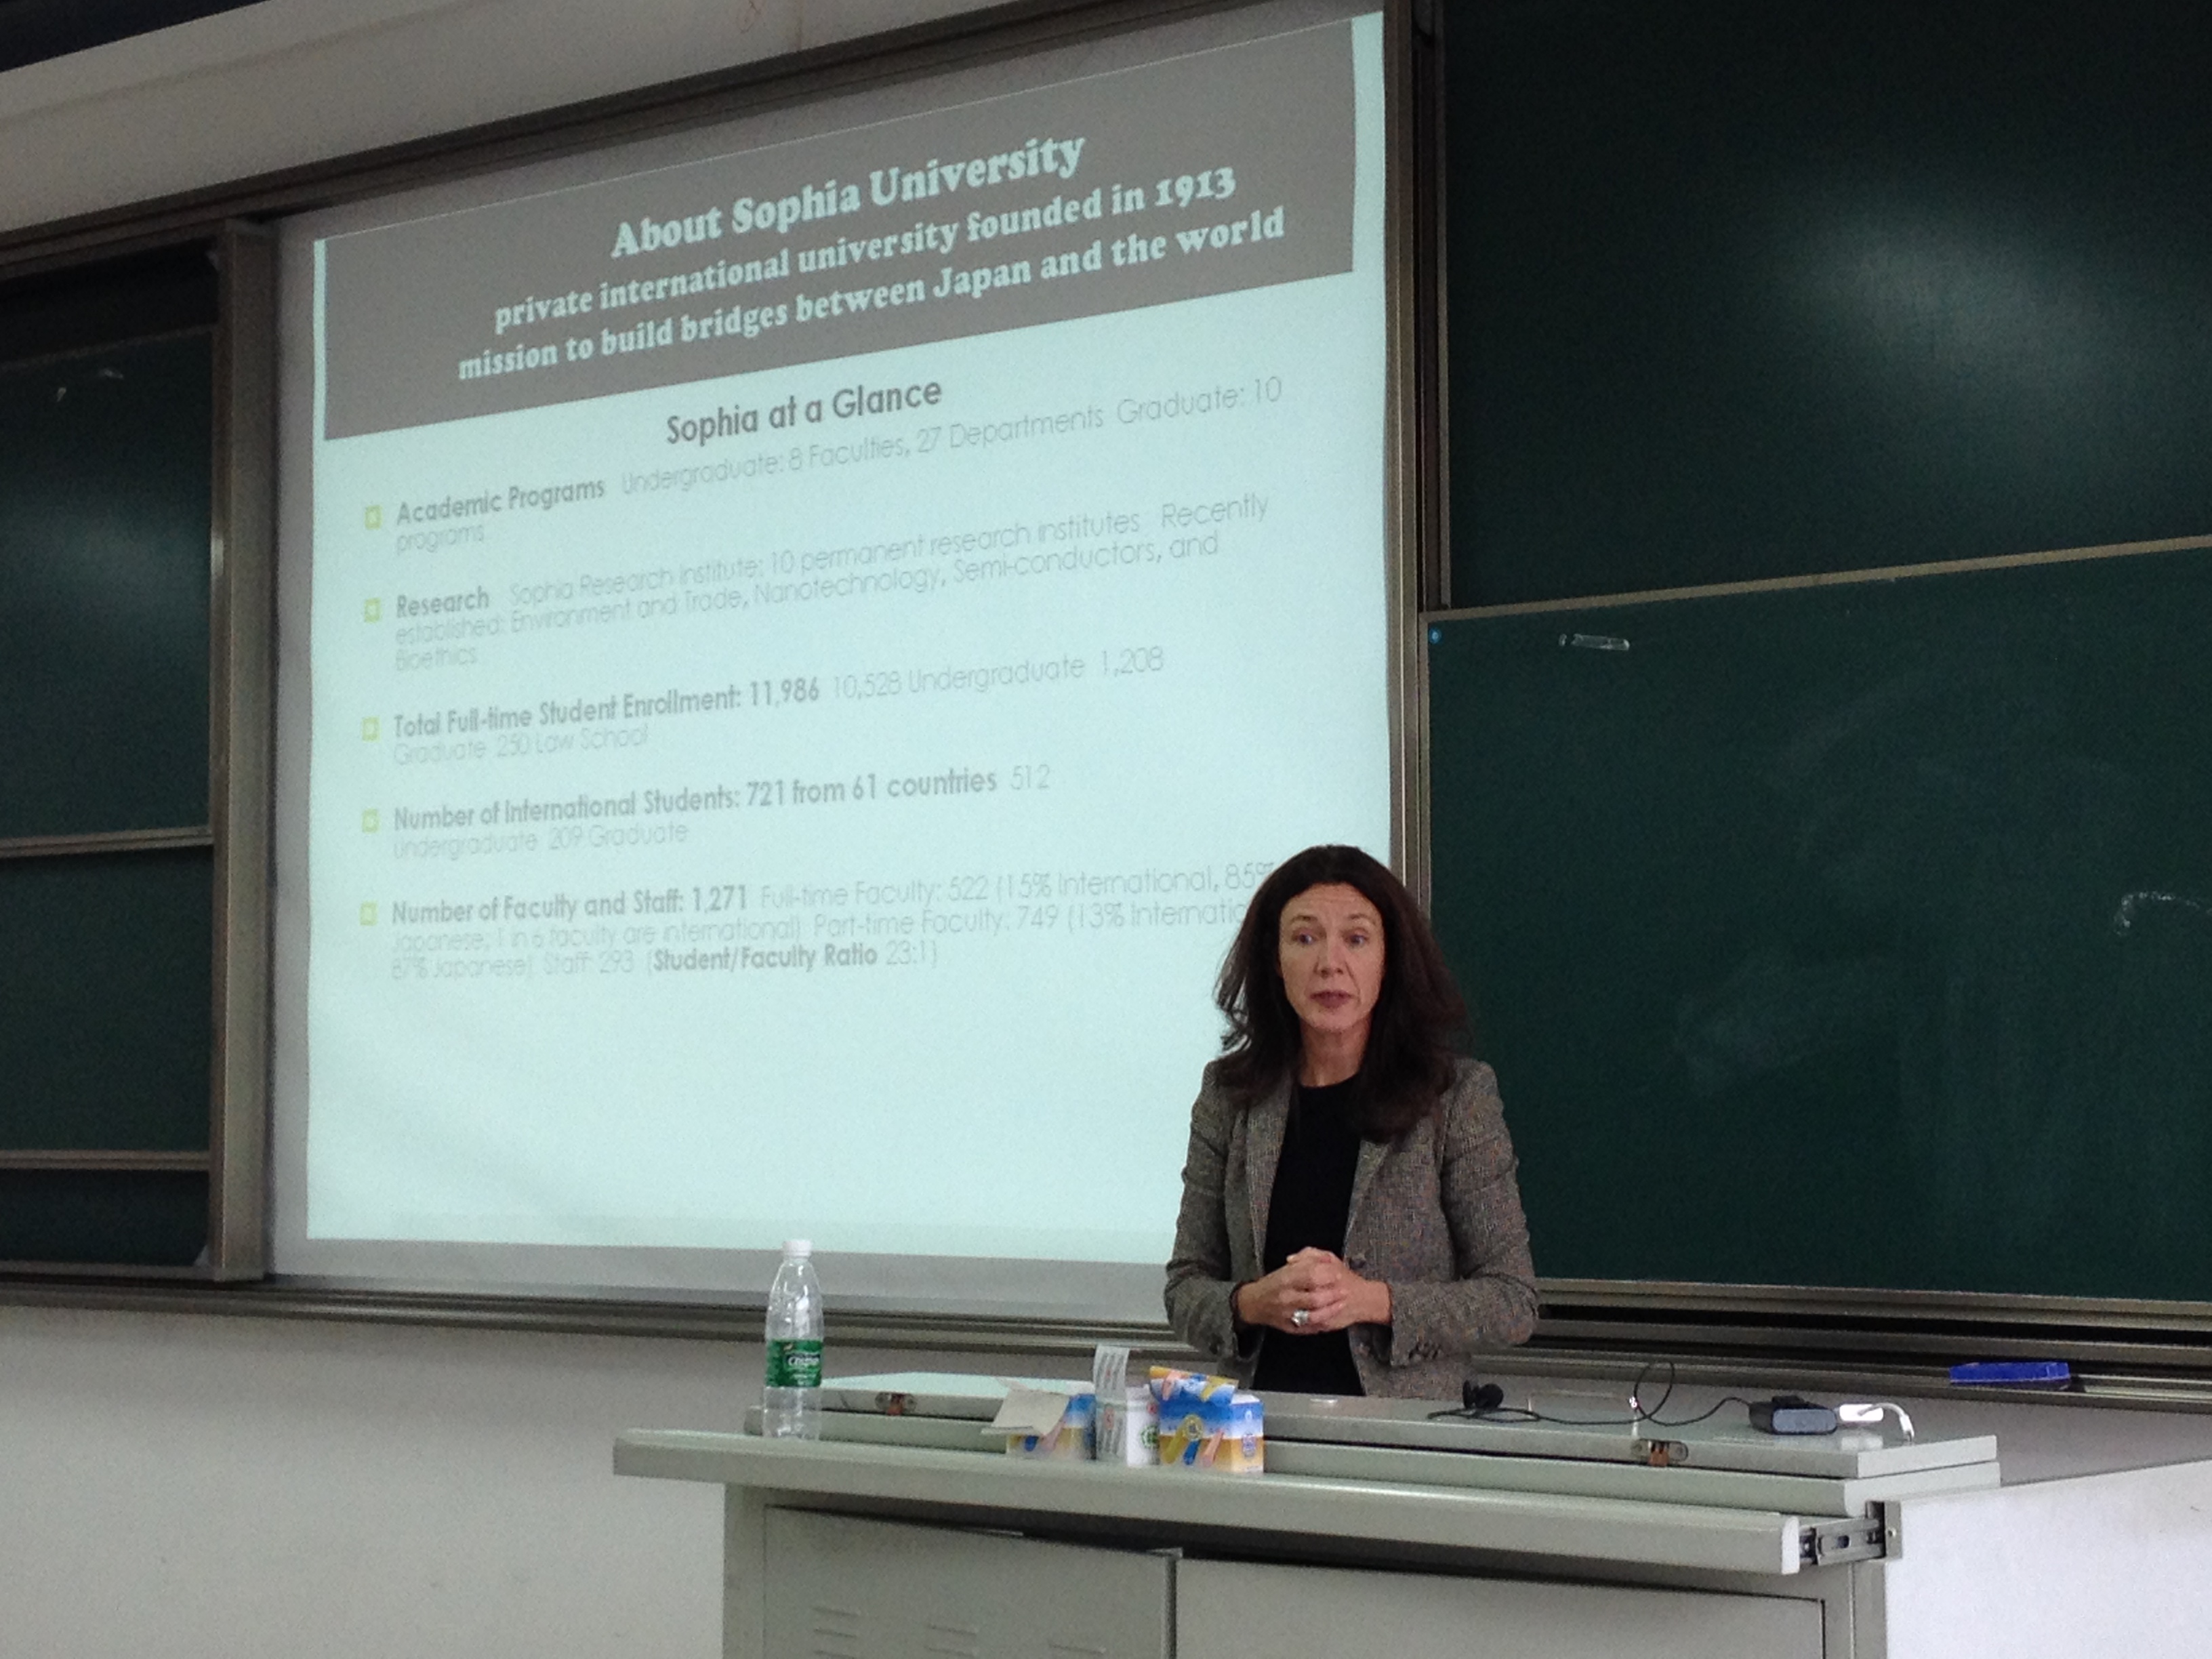 About Sophia University
private international university founded in 1913
mission to build bridges between Japan and the world
Sophia at a Glance
Academic Programs Undergraduate: 8 Faculties, 27 Departments Graduate: 10
programs
Research Sophia Research Institute: 10 permanent research institutes Recently
established: Environment and Trade, Nanotechnology, Semi-conductors, and
Bioethics
Total Full-time Student Enrollment: 11,986 10,528 Undergraduate 1,208
Graduate 250 Law School
Number of International Students: 721 from 61 countries 512
undergraduate 209 Graduate
Number of Faculty and Staff: 1,271 Full-time Faculty: 522 (15% International, 85%
Japanese; 1 in 6 faculty are international) Part-time Faculty: 749 (13% Internatio
87% Japanese) Staff: 293 (Student/Faculty Ratio 23:1)